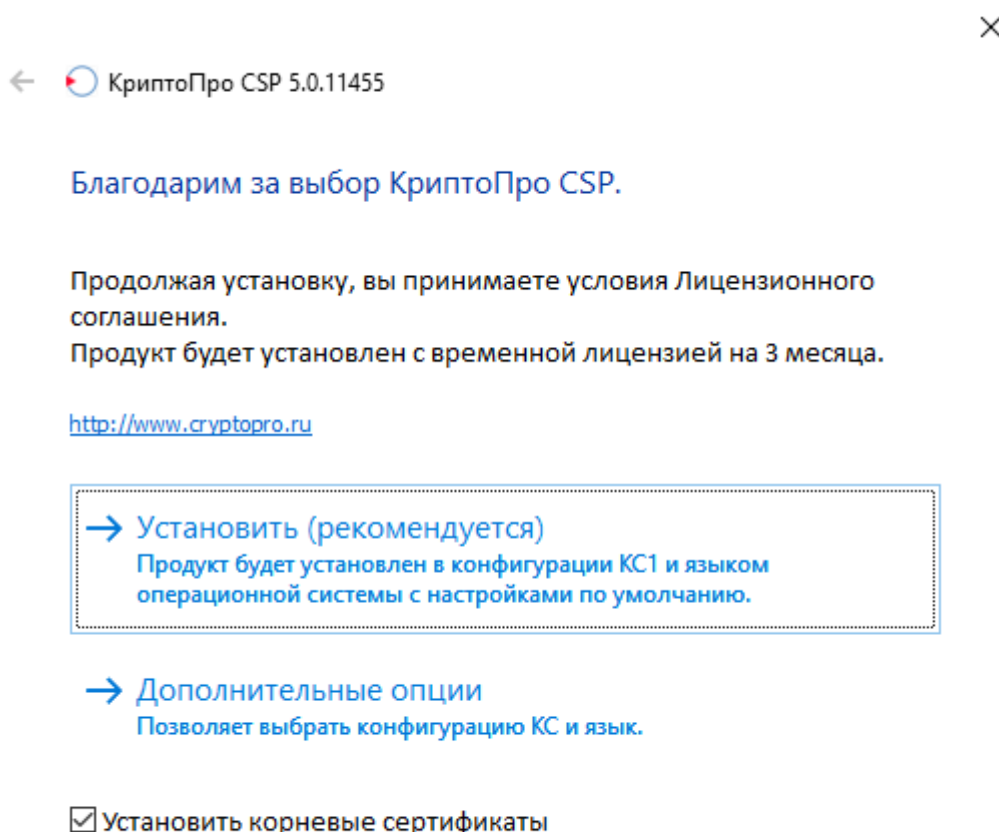 КриптоПро CSP 5.0.11455
Благодарим за выбор КриптоПро CSP.
Продолжая установку, вы принимаете условия Лицензионного
соглашения.
Продукт будет установлен с временной лицензией на 3 месяца.
http://www.cryptopro.ru
Установить (рекомендуется)
Продукт будет установлен в конфигурации КС1 и языком
операционной системы с настройками по умолчанию.
Дополнительные опции
Позволяет выбрать конфигурацию КС и язык.
Установить корневые сертификаты